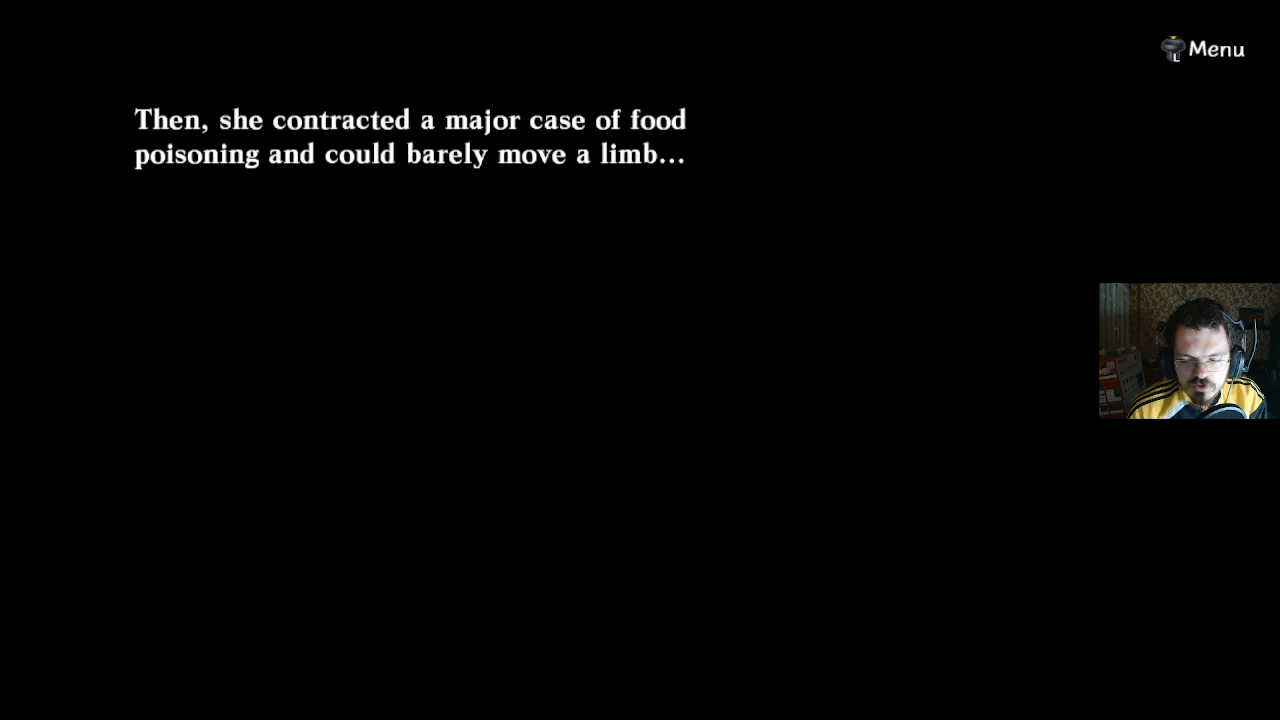 Menu
Then, she contracted a major case of food
poisoning and could barely move a limb...